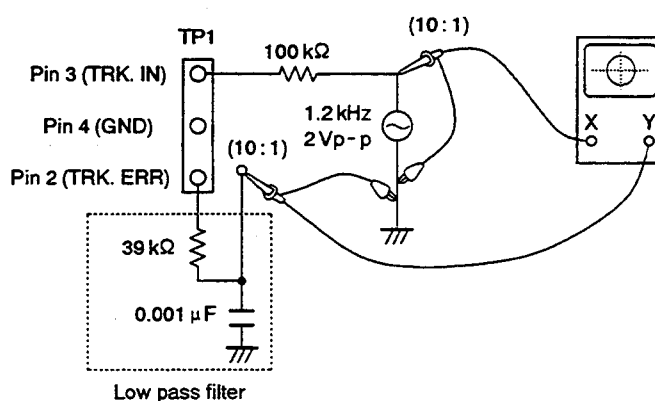 TP1
(10 : 1)
100 kΩ
Pin 3 (TRK. IN)
Pin 4 (GND)
1.2 kHz
2 Vp-p
X
Y
(10 : 1)
Pin 2 (TRK. ERR)
39 kΩ
0.001 μF
Low pass filter